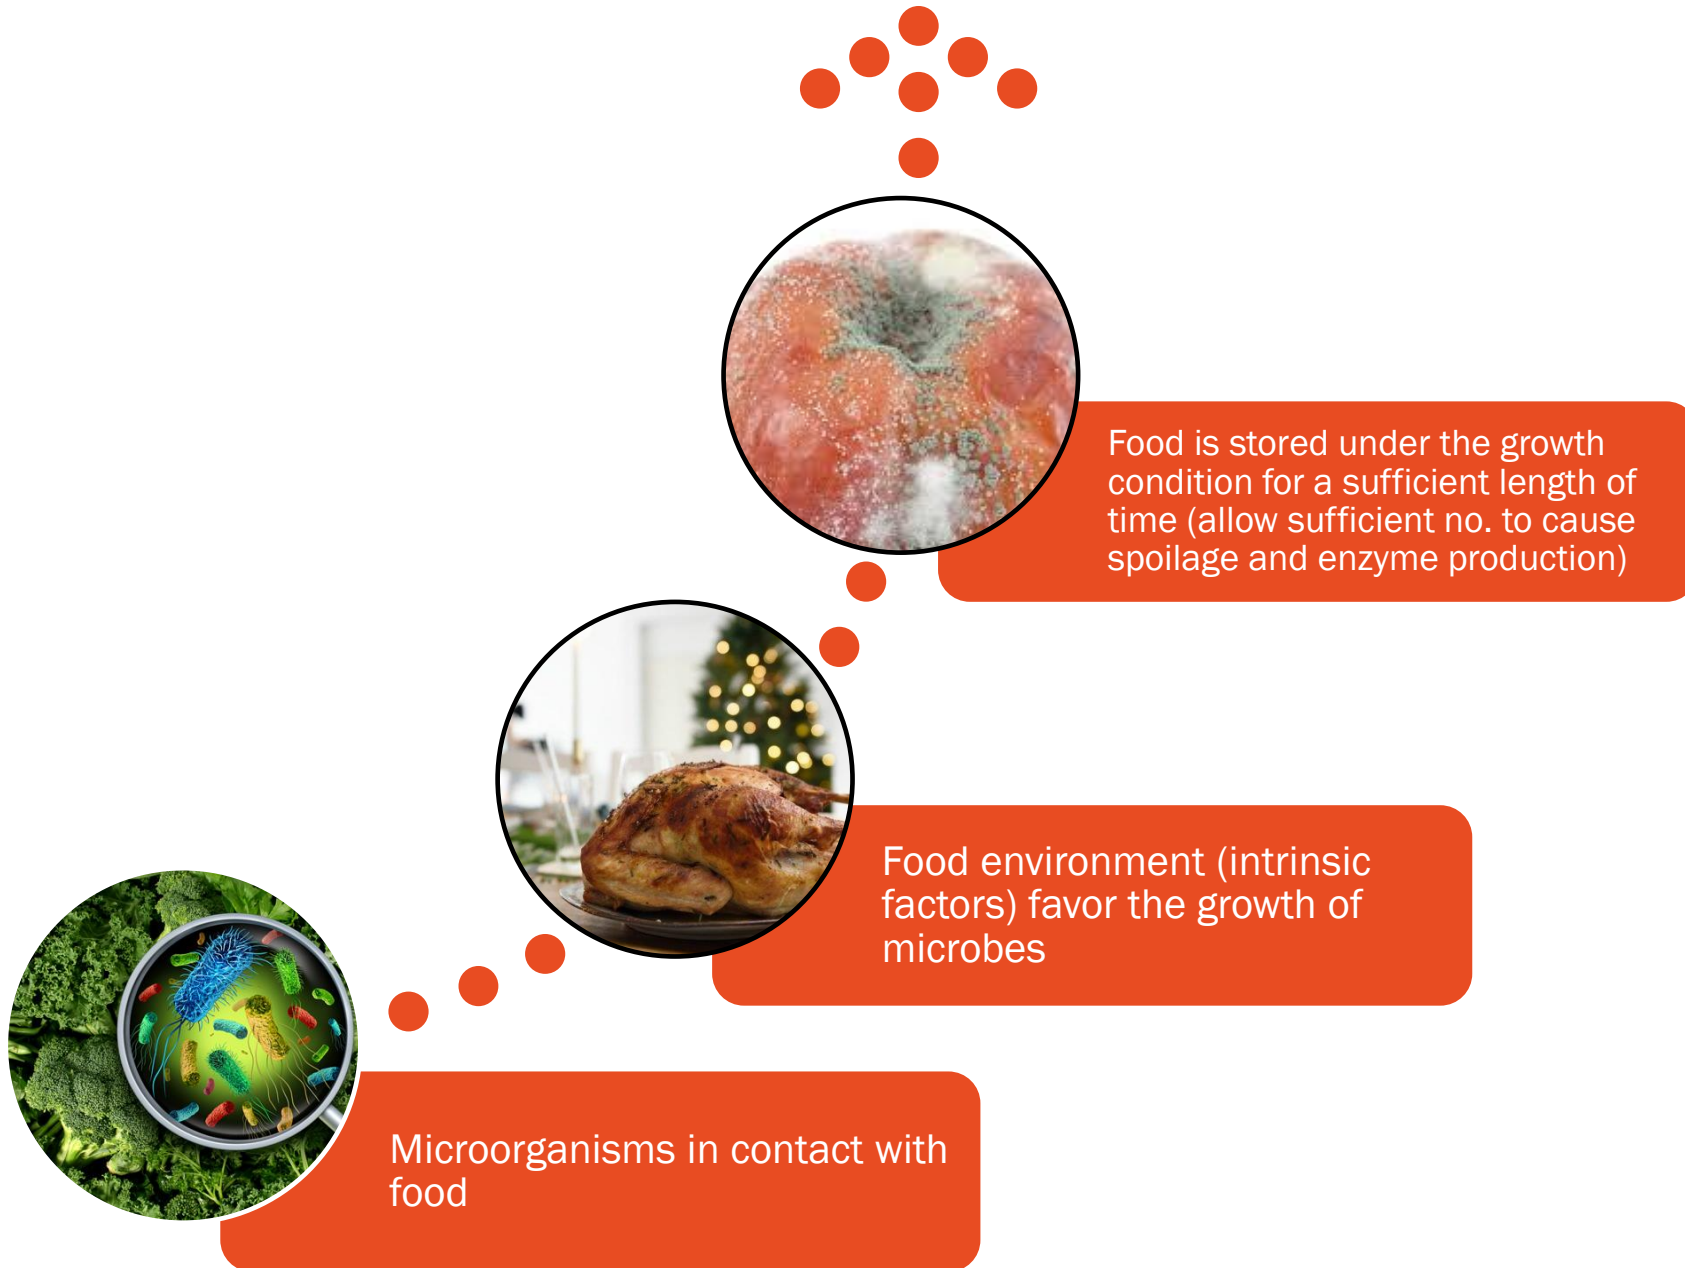 Food is stored under the growth
condition for a sufficient length of
time (allow sufficient no. to cause
spoilage and enzyme production)
Food environment (intrinsic
factors) favor the growth of
microbes
Microorganisms in contact with
food